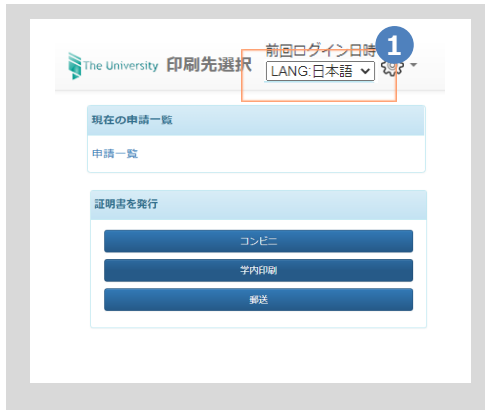 前回ログイン日時
1
The University 印刷先選択
LANG:日本語
現在の申請一覧
申請一覧
証明書を発行
コンビニ
学内印刷
郵送